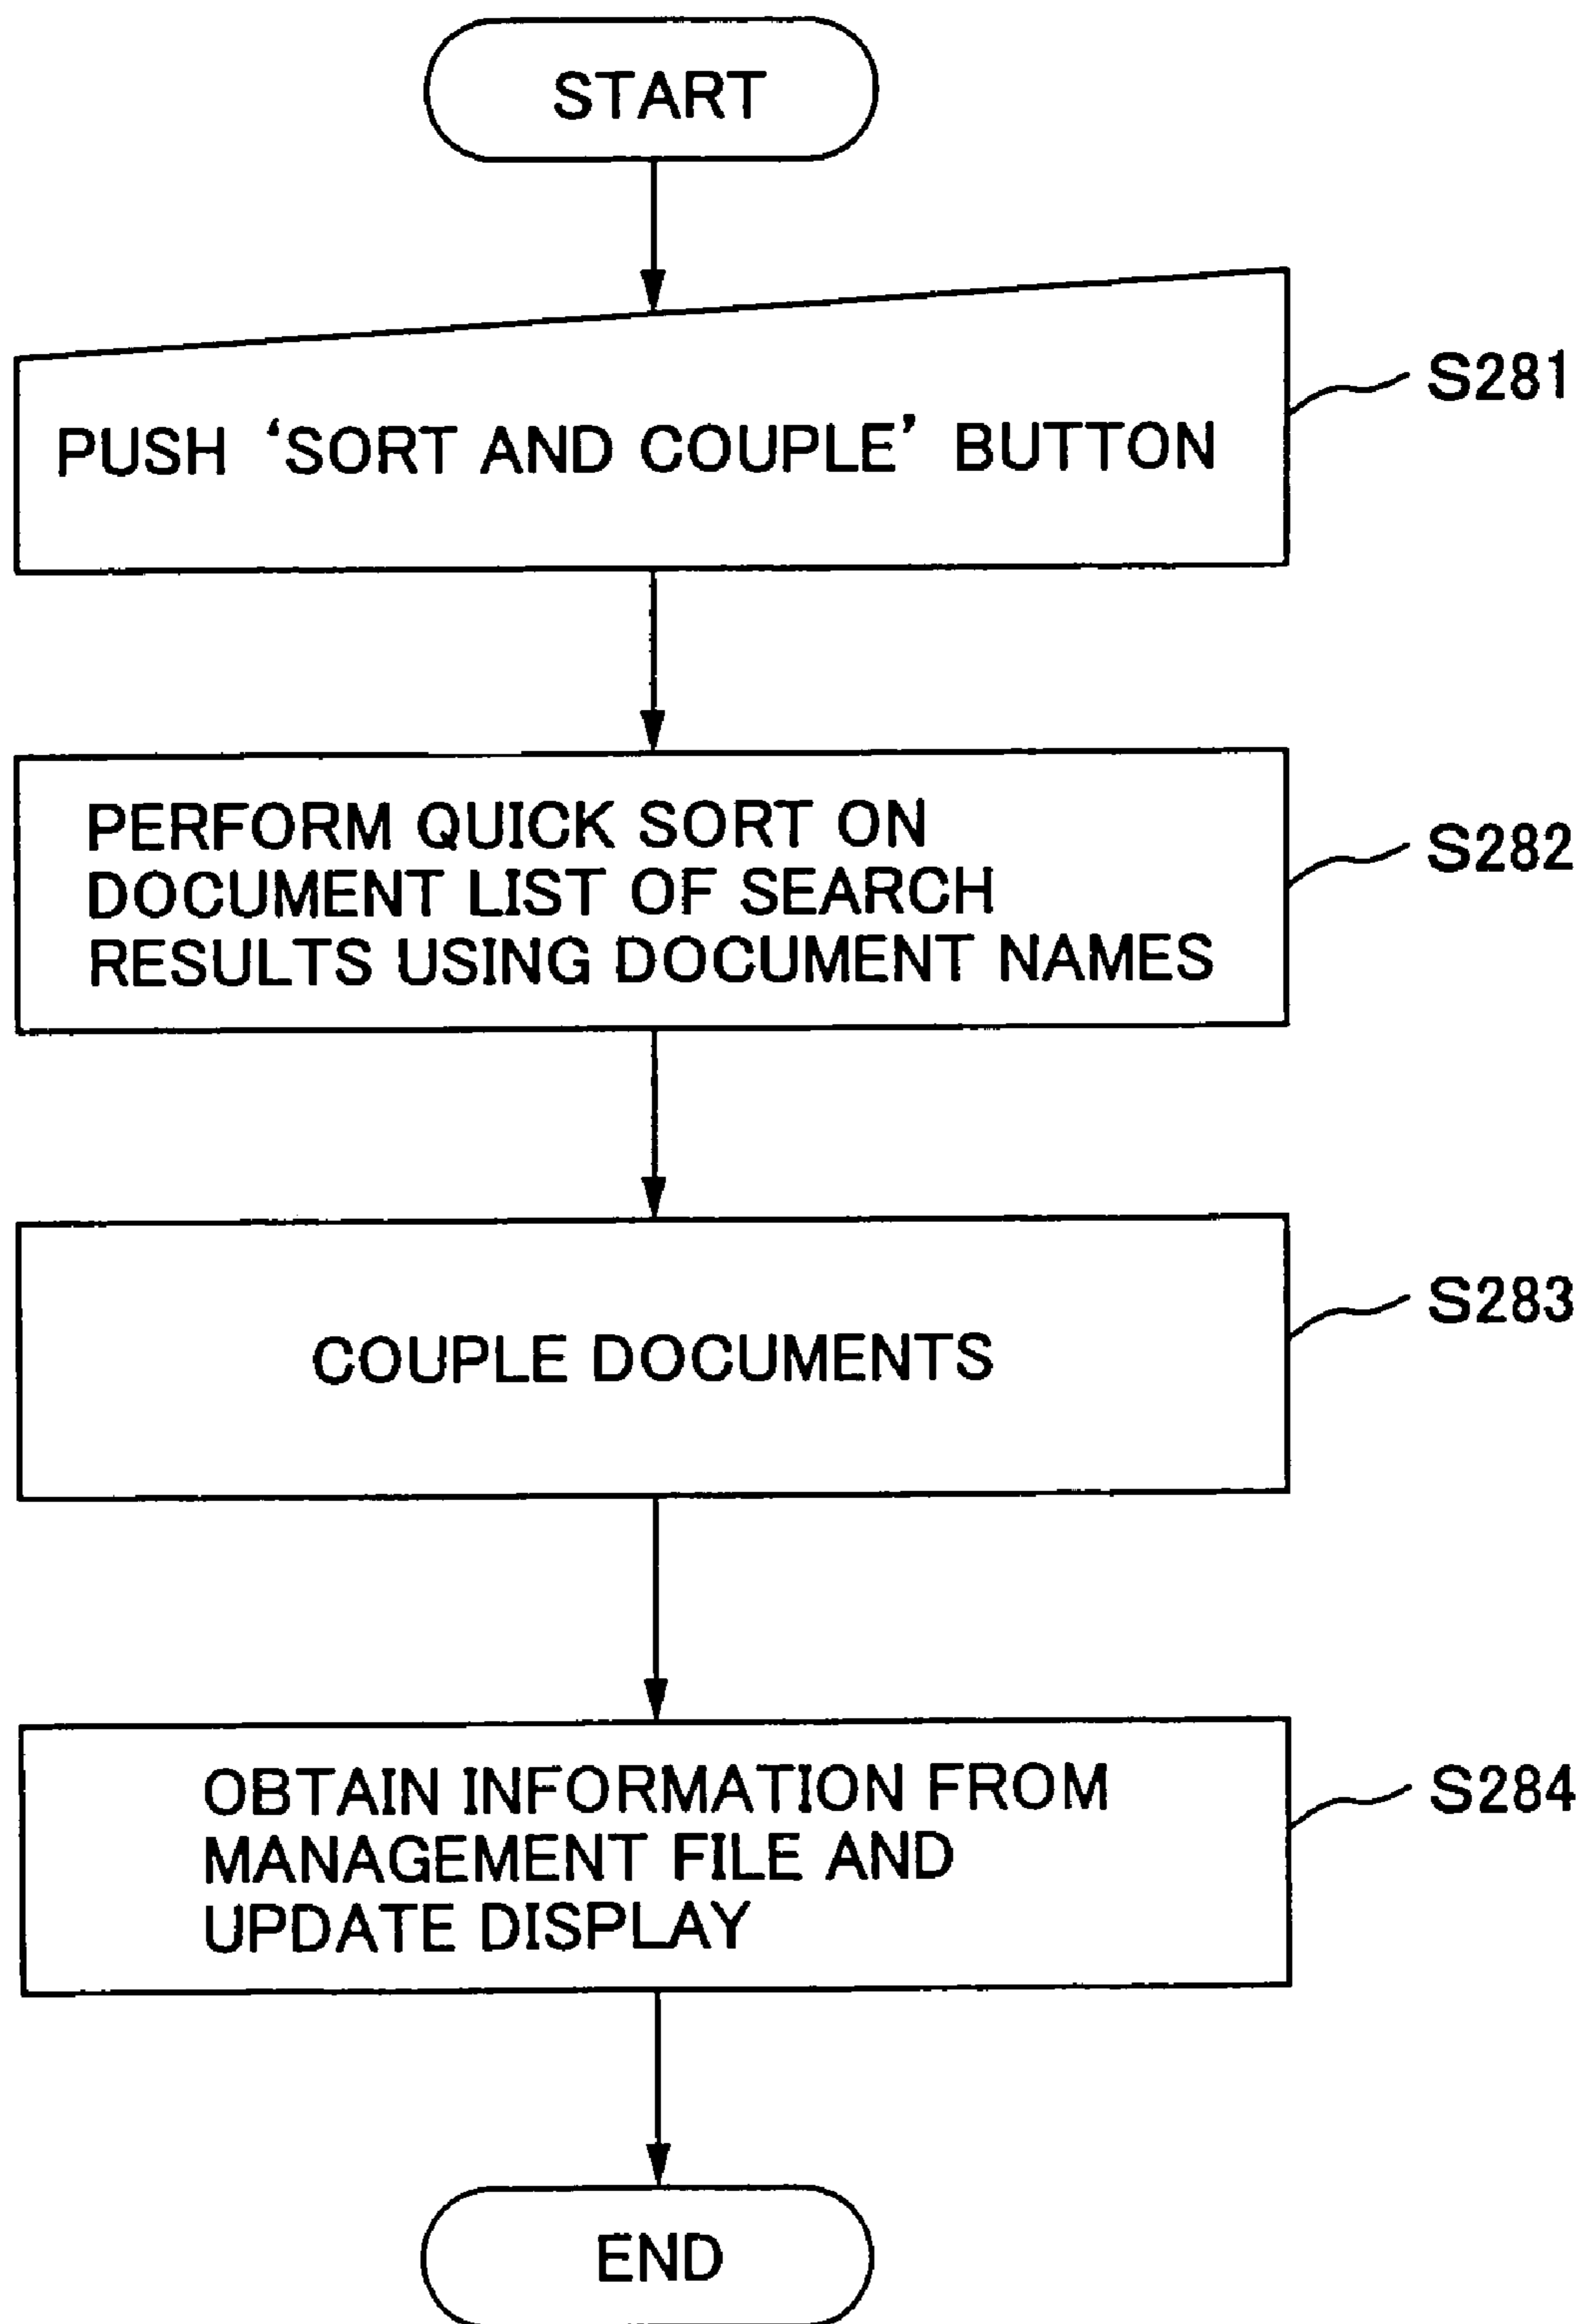 START
PUSH ‘SORT AND COUPLE’ BUTTON
S281
PERFORM QUICK SORT ON
DOCUMENT LIST OF SEARCH
RESULTS USING DOCUMENT NAMES
S282
COUPLE DOCUMENTS
S283
OBTAIN INFORMATION FROM
MANAGEMENT FILE AND
UPDATE DISPLAY
S284
END